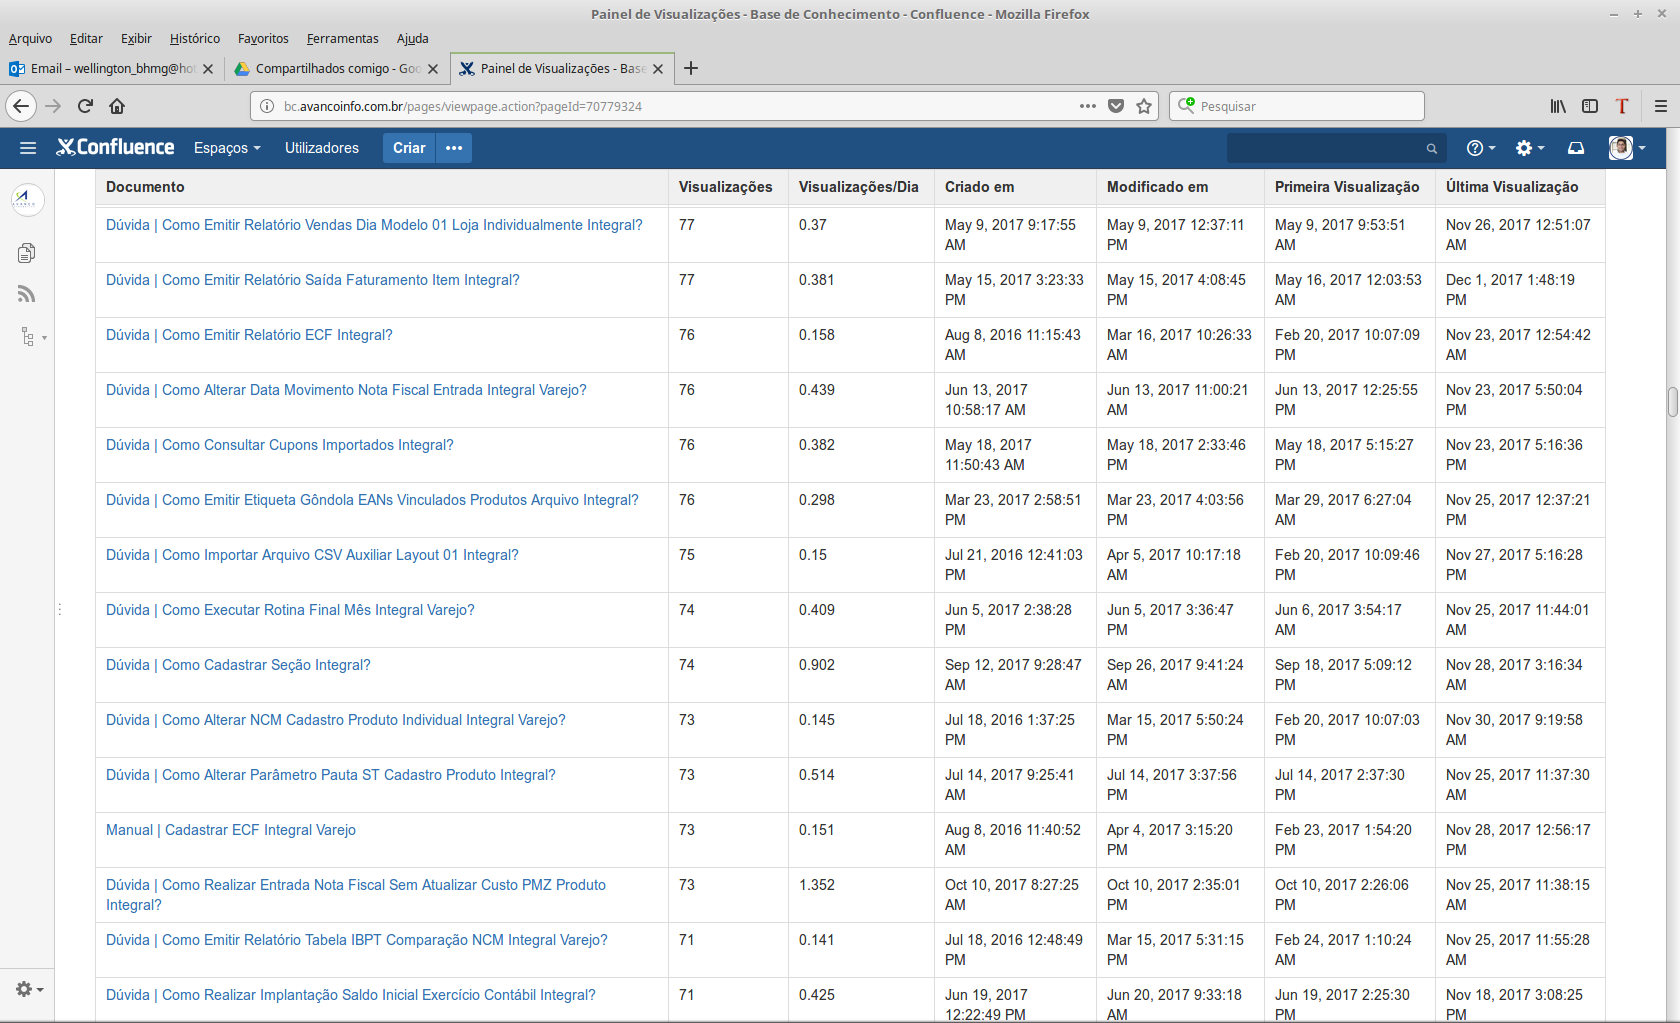 Painel de Visualizações - Base de Conhecimento - Confluence - Mozilla Firefox
Arquivo Editar Exibir Histórico Favoritos Ferramentas Ajuda
Email – wellington_bhmg@ho Compartilhados comigo - Goo Painel de Visualizações - Base
bc.avancoinfo.com.br/pages/viewpage.action?pageId=70779324 Pesquisar
Confluence Espaços Utilizadores Criar
Documento Visualizações Visualizações/Dia Criado em Modificado em Primeira Visualização Última Visualização
Dúvida | Como Emitir Relatório Vendas Dia Modelo 01 Loja Individualmente Integral? 77 0.37 May 9, 2017 9:17:55 May 9, 2017 12:37:11 May 9, 2017 9:53:51 Nov 26, 2017 12:51:07
AM PM AM AM
Dúvida | Como Emitir Relatório Saída Faturamento Item Integral? 77 0.381 May 15, 2017 3:23:33 May 15, 2017 4:08:45 May 16, 2017 12:03:53 Dec 1, 2017 1:48:19
PM PM AM PM
Dúvida | Como Emitir Relatório ECF Integral? 76 0.158 Aug 8, 2016 11:15:43 Mar 16, 2017 10:26:33 Feb 20, 2017 10:07:09 Nov 23, 2017 12:54:42
AM AM PM AM
Dúvida | Como Alterar Data Movimento Nota Fiscal Entrada Integral Varejo? 76 0.439 Jun 13, 2017 Jun 13, 2017 11:00:21 Jun 13, 2017 12:25:55 Nov 23, 2017 5:50:04
10:58:17 AM AM PM PM
Dúvida | Como Consultar Cupons Importados Integral? 76 0.382 May 18, 2017 May 18, 2017 2:33:46 May 18, 2017 5:15:27 Nov 23, 2017 5:16:36
11:50:43 AM PM PM PM
Dúvida | Como Emitir Etiqueta Gôndola EANs Vinculados Produtos Arquivo Integral? 76 0.298 Mar 23, 2017 2:58:51 Mar 23, 2017 4:03:56 Mar 29, 2017 6:27:04 Nov 25, 2017 12:37:21
PM PM AM PM
Dúvida | Como Importar Arquivo CSV Auxiliar Layout 01 Integral? 75 0.15 Jul 21, 2016 12:41:03 Apr 5, 2017 10:17:18 Feb 20, 2017 10:09:46 Nov 27, 2017 5:16:28
PM AM PM PM
Dúvida | Como Executar Rotina Final Mês Integral Varejo? 74 0.409 Jun 5, 2017 2:38:28 Jun 5, 2017 3:36:47 Jun 6, 2017 3:54:17 Nov 25, 2017 11:44:01
PM PM AM AM
Dúvida | Como Cadastrar Seção Integral? 74 0.902 Sep 12, 2017 9:28:47 Sep 26, 2017 9:41:24 Sep 18, 2017 5:09:12 Nov 28, 2017 3:16:34
AM AM PM AM
Dúvida | Como Alterar NCM Cadastro Produto Individual Integral Varejo? 73 0.145 Jul 18, 2016 1:37:25 Mar 15, 2017 5:50:24 Feb 20, 2017 10:07:03 Nov 30, 2017 9:19:58
PM PM PM AM
Dúvida | Como Alterar Parâmetro Pauta ST Cadastro Produto Integral? 73 0.514 Jul 14, 2017 9:25:41 Jul 14, 2017 3:37:56 Jul 14, 2017 2:37:30 Nov 25, 2017 11:37:30
AM PM PM AM
Manual | Cadastrar ECF Integral Varejo 73 0.151 Aug 8, 2016 11:40:52 Apr 4, 2017 3:15:20 Feb 23, 2017 1:54:20 Nov 28, 2017 12:56:17
AM PM PM PM
Dúvida | Como Realizar Entrada Nota Fiscal Sem Atualizar Custo PMZ Produto 73 1.352 Oct 10, 2017 8:27:25 Oct 10, 2017 2:35:01 Oct 10, 2017 2:26:06 Nov 25, 2017 11:38:15
Integral? AM PM PM AM
Dúvida | Como Emitir Relatório Tabela IBPT Comparação NCM Integral Varejo? 71 0.141 Jul 18, 2016 12:48:49 Mar 15, 2017 5:31:15 Feb 24, 2017 1:10:24 Nov 25, 2017 11:55:28
PM PM AM AM
Dúvida | Como Realizar Implantação Saldo Inicial Exercício Contábil Integral? 71 0.425 Jun 19, 2017 Jun 20, 2017 9:33:18 Jun 19, 2017 2:25:30 Nov 18, 2017 3:08:25
12:22:49 PM AM PM PM